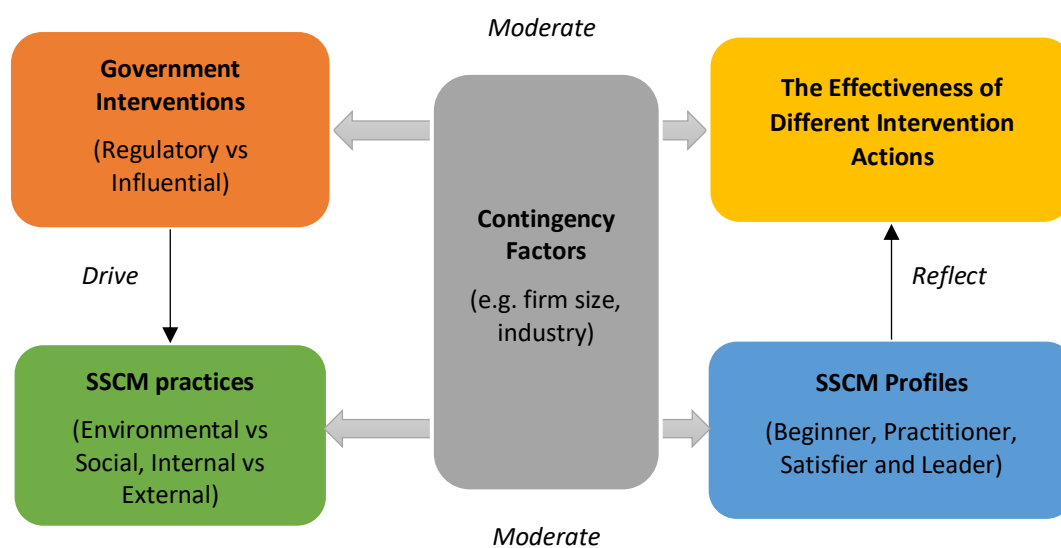 Moderate
Government
Interventions
(Regulatory vs
Influential)
The Effectiveness of
Different Intervention
Actions
Contingency
Factors
(e.g. firm size,
industry)
Drive
Reflect
SSCM practices
(Environmental vs
Social, Internal vs
External)
SSCM Profiles
(Beginner, Practitioner,
Satisfier and Leader)
Moderate